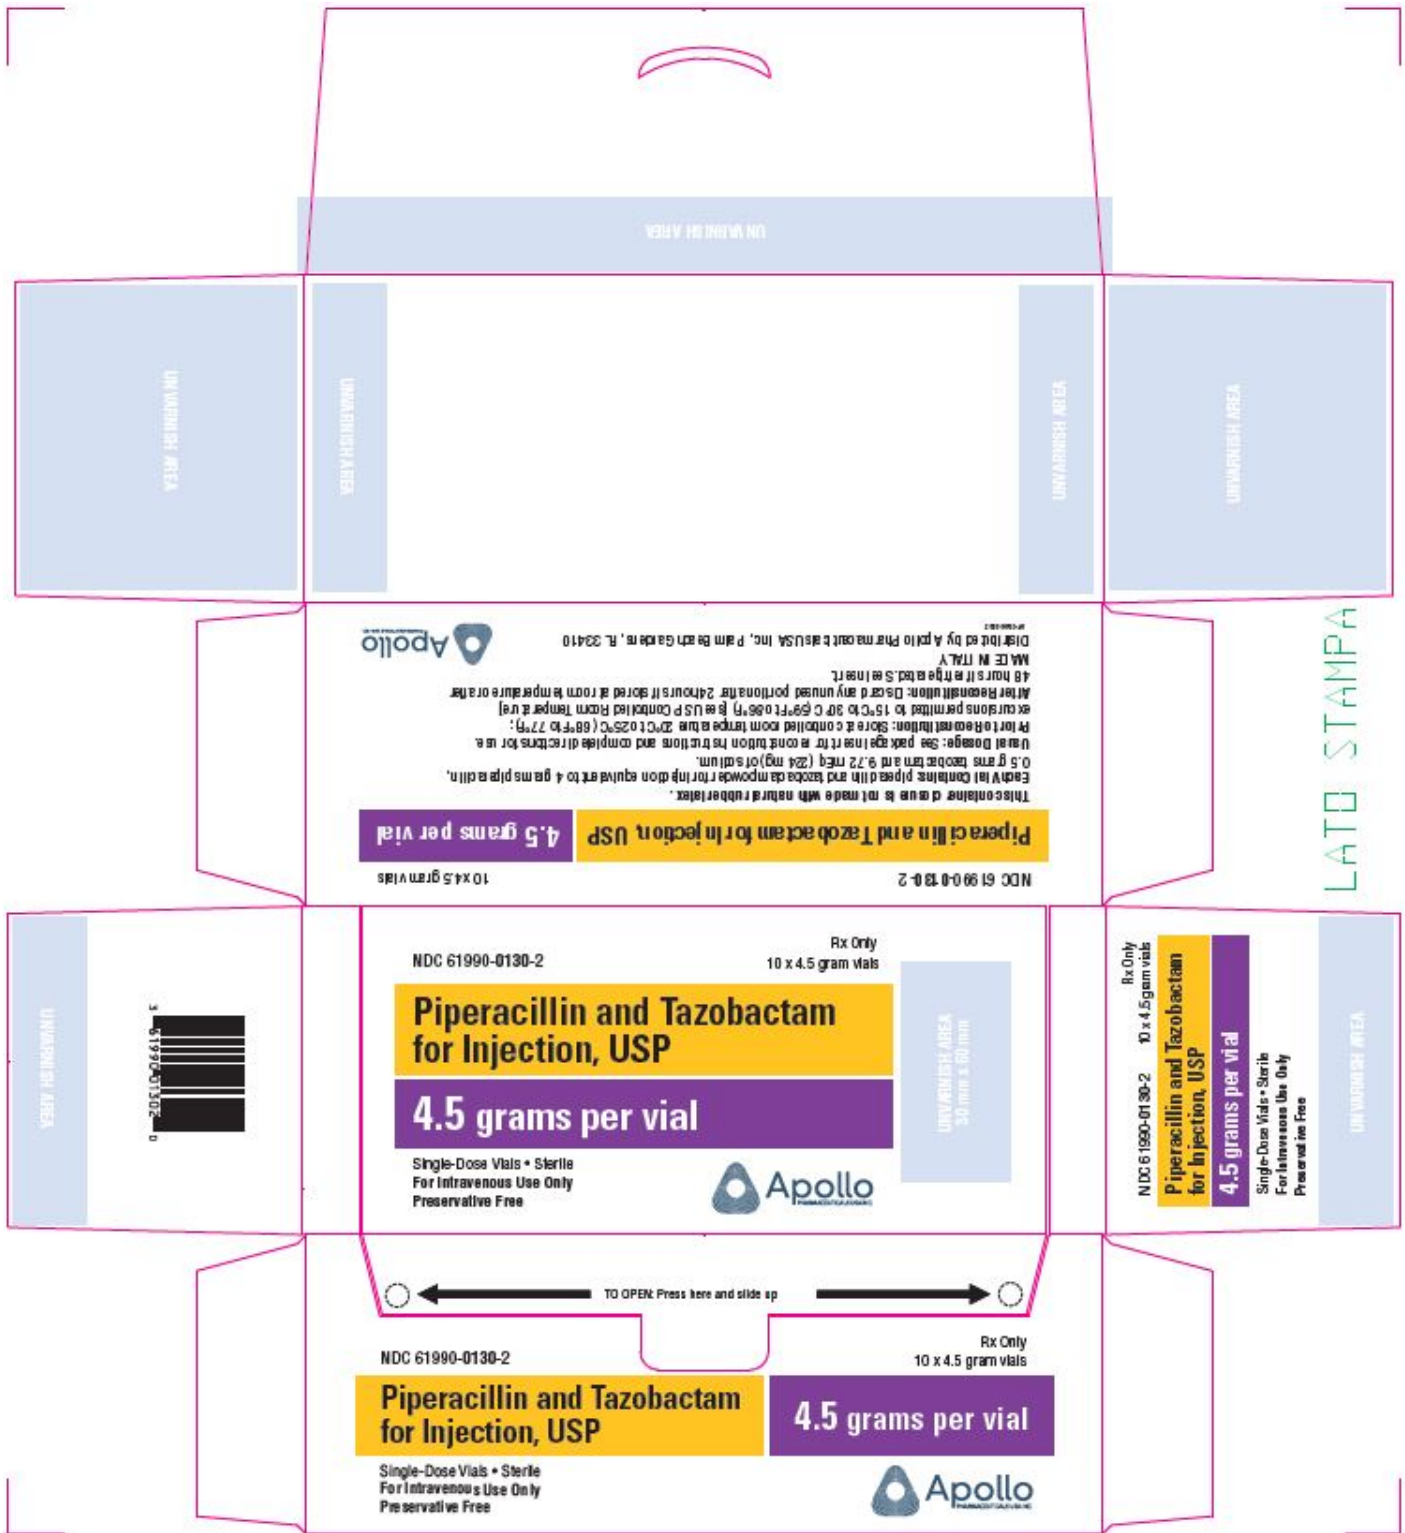 UNVARNISH AREA
UNVARNISH AREA
UNVARNISH AREA
UNVARNISH AREA
UNVARNISH AREA
LATO STAMPA
NDC 61990-0130-2
10 x 4.5 gram vials
Piperacillin and Tazobactam for Injection, USP
4.5 grams per vial
This container closure is not made with natural rubber latex.
Each Vial Contains: piperacillin and tazobactam powder for injection equivalent to 4 grams piperacillin,
0.5 grams tazobactam and 9.72 mEq (224 mg) of sodium.
Usual Dosage: See package insert for reconstitution instructions and complete directions for use.
Prior to Reconstitution: Store at controlled room temperature 20°C to 25°C (68°F to 77°F);
excursions permitted to 15°C to 30°C (59°F to 86°F) [see USP Controlled Room Temperature]
After Reconstitution: Discard any unused portion after 24 hours if stored at room temperature or after
48 hours if refrigerated. See insert.
MADE IN ITALY
Distributed by Apollo Pharmaceuticals USA Inc, Palm Beach Gardens, FL 33410
Apollo
UNVARNISH AREA
3 61990 01302 0
NDC 61990-0130-2
Rx Only
10 x 4.5 gram vials
Piperacillin and Tazobactam
for Injection, USP
4.5 grams per vial
Single-Dose Vials • Sterile
For Intravenous Use Only
Preservative Free
Apollo
PHARMACEUTICALS USA INC
UNVARNISH AREA
30 mm x 60 mm
Rx Only
NDC 61990-0130-2 10 x 4.5 gram vials
Piperacillin and Tazobactam
for Injection, USP
4.5 grams per vial
Single-Dose Vials • Sterile
For Intravenous Use Only
Preservative Free
UNVARNISH AREA
TO OPEN: Press here and slide up
NDC 61990-0130-2
Rx Only
10 x 4.5 gram vials
Piperacillin and Tazobactam
for Injection, USP
4.5 grams per vial
Single-Dose Vials • Sterile
For Intravenous Use Only
Preservative Free
Apollo
PHARMACEUTICALS USA INC